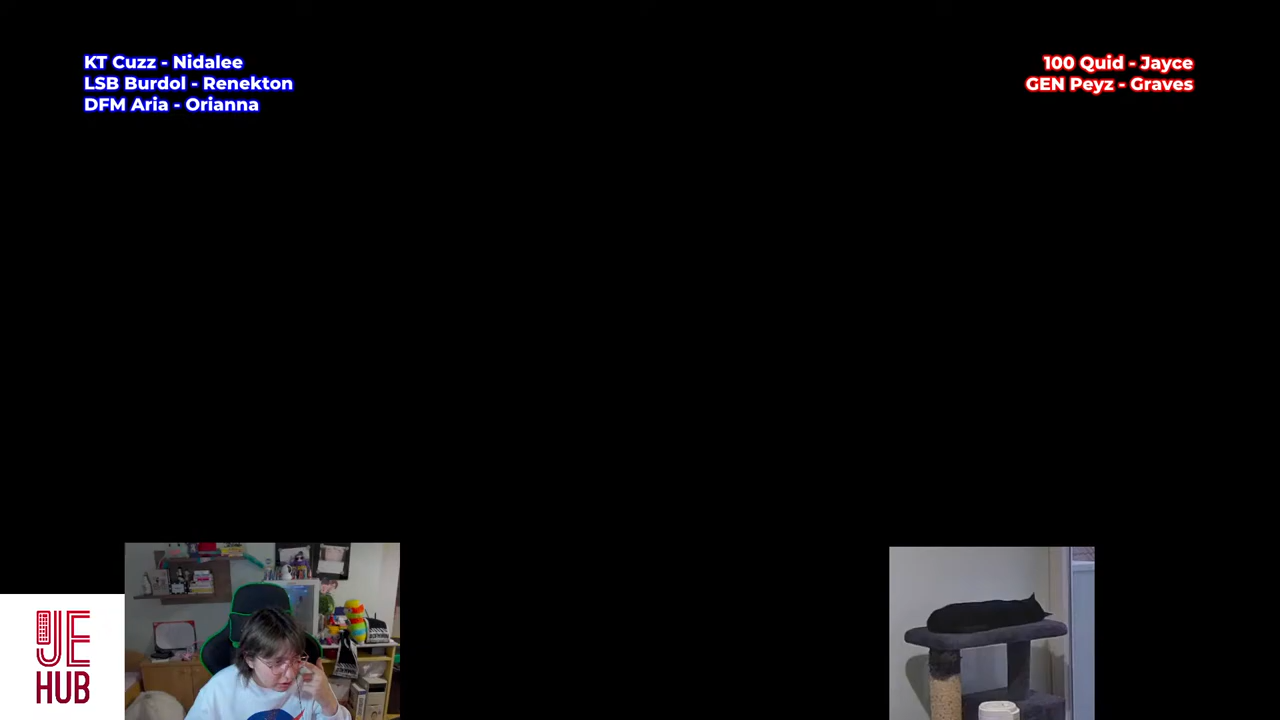 KT Cuzz - Nidalee
LSB Burdol - Renekton
DFM Aria - Orianna
100 Quid - Jayce
GEN Peyz - Graves
JE
HUB